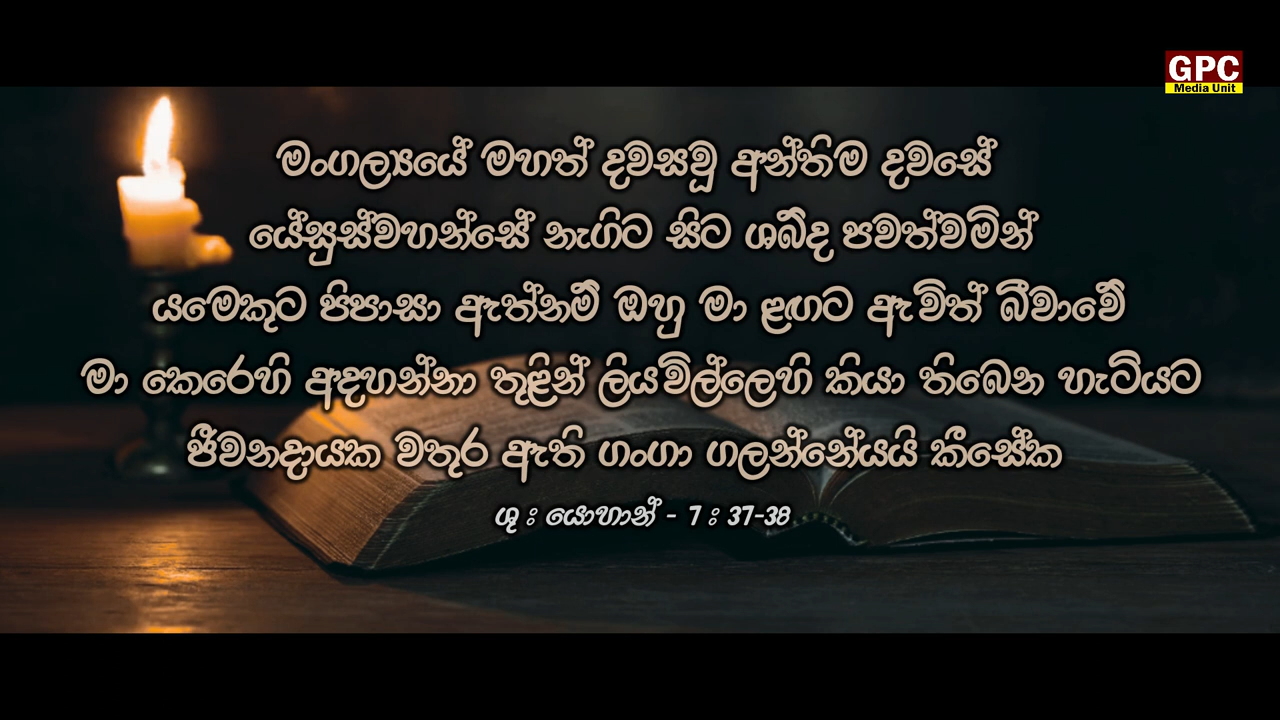 GPC
Media Unit
මංගල්‍යයේ මහත් දවසවූ ආන්තිම දවසේ
යේසුස්වහන්සේ නැගිට සිට ශබ්ද පවත්වමින්
යමෙකුට පිපාසා ඇත්නම් ඔහු මා ළඟට ඇවිත් බීවාවේ
මා කෙරෙහි අදහන්නා තුළින් ලියවිල්ලෙහි කියා තිබෙන හැටියට
ජීවනදායක වතුර ඇති ගංගා ගලන්නේයයි කීසේක
ශු : යොහාන් - 7 : 37-38